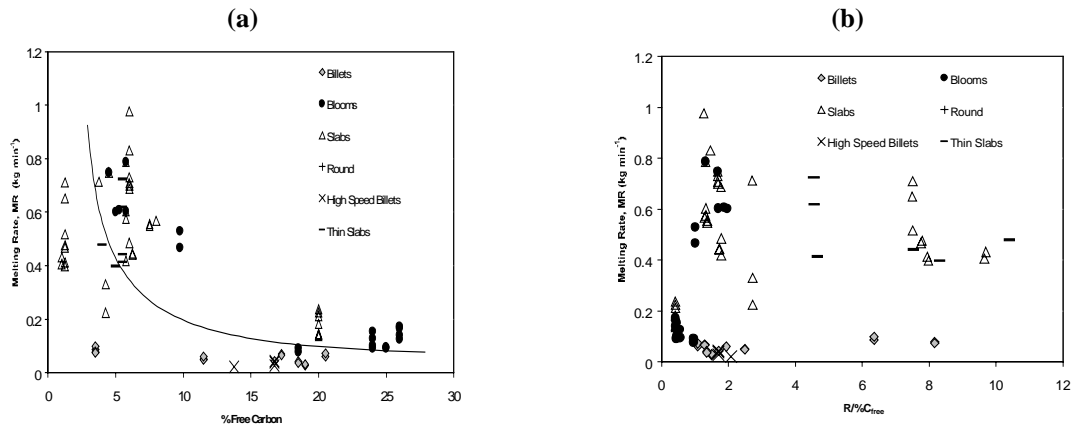 (a)
1.2
1
0.8
0.6
0.4
0.2
0
Melting Rate, MR (kg min⁻¹)
0 5 10 15 20 25 30
%Free Carbon
Billets
Blooms
Slabs
Round
High Speed Billets
Thin Slabs
(b)
1.2
1
0.8
0.6
0.4
0.2
0
Melting Rate, MR (kg min⁻¹)
0 2 4 6 8 10 12
R/%Cfree
Billets Blooms
Slabs Round
High Speed Billets Thin Slabs